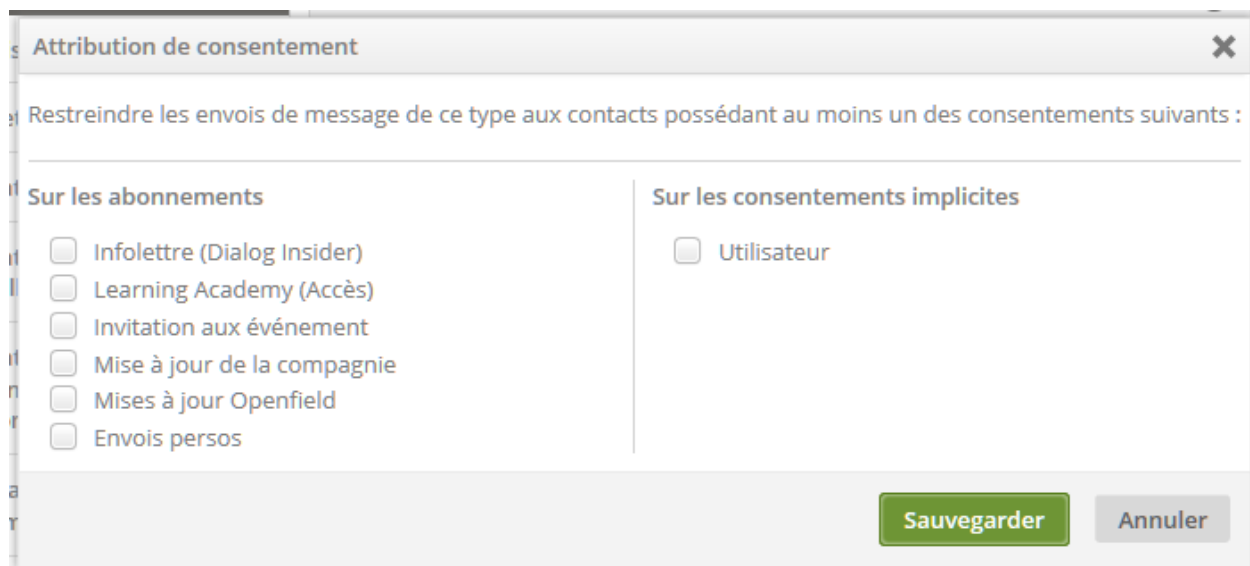 Attribution de consentement
Restreindre les envois de message de ce type aux contacts possédant au moins un des consentements suivants :
Sur les abonnements
Infolettre (Dialog Insider)
Learning Academy (Accès)
Invitation aux événement
Mise à jour de la compagnie
Mises à jour Openfield
Envois persos
Sur les consentements implicites
Utilisateur
Sauvegarder
Annuler